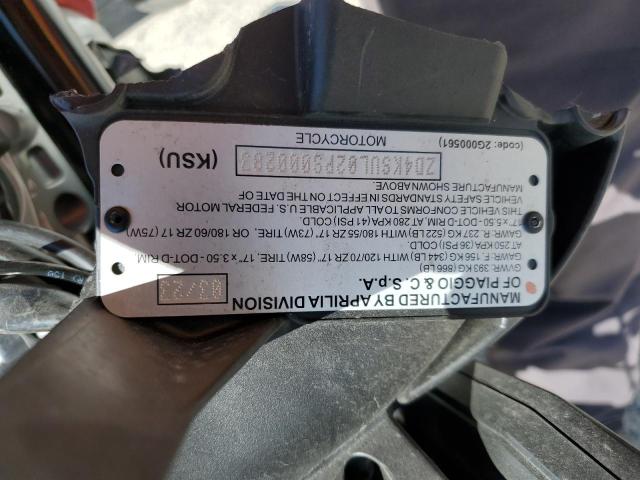 MANUFACTURED BY APRILIA DIVISION
OF PIAGGIO & C. S.p.A. 03/23
GVWR: 393 KG (866 LB)
GAWR: F. 156 KG (344 LB) WITH 120/70 ZR 17" (58W) TIRE, 17" x 3.50 - DOT-D RIM,
AT 250 KPA (36 PSI) COLD.
GAWR: R. 237 KG (522 LB) WITH 190/55 ZR 17" (73W) TIRE, OR 180/60 ZR 17 (75W)
17" x 5.50 - DOT-D RIM, AT 280 KPA (41 PSI) COLD.
THIS VEHICLE CONFORMS TO ALL APPLICABLE U.S. FEDERAL MOTOR
VEHICLE SAFETY STANDARDS IN EFFECT ON THE DATE OF
MANUFACTURE SHOWN ABOVE.
ZD4KSUL02PS000283 (KSU)
MOTORCYCLE
(code: 2G000561)